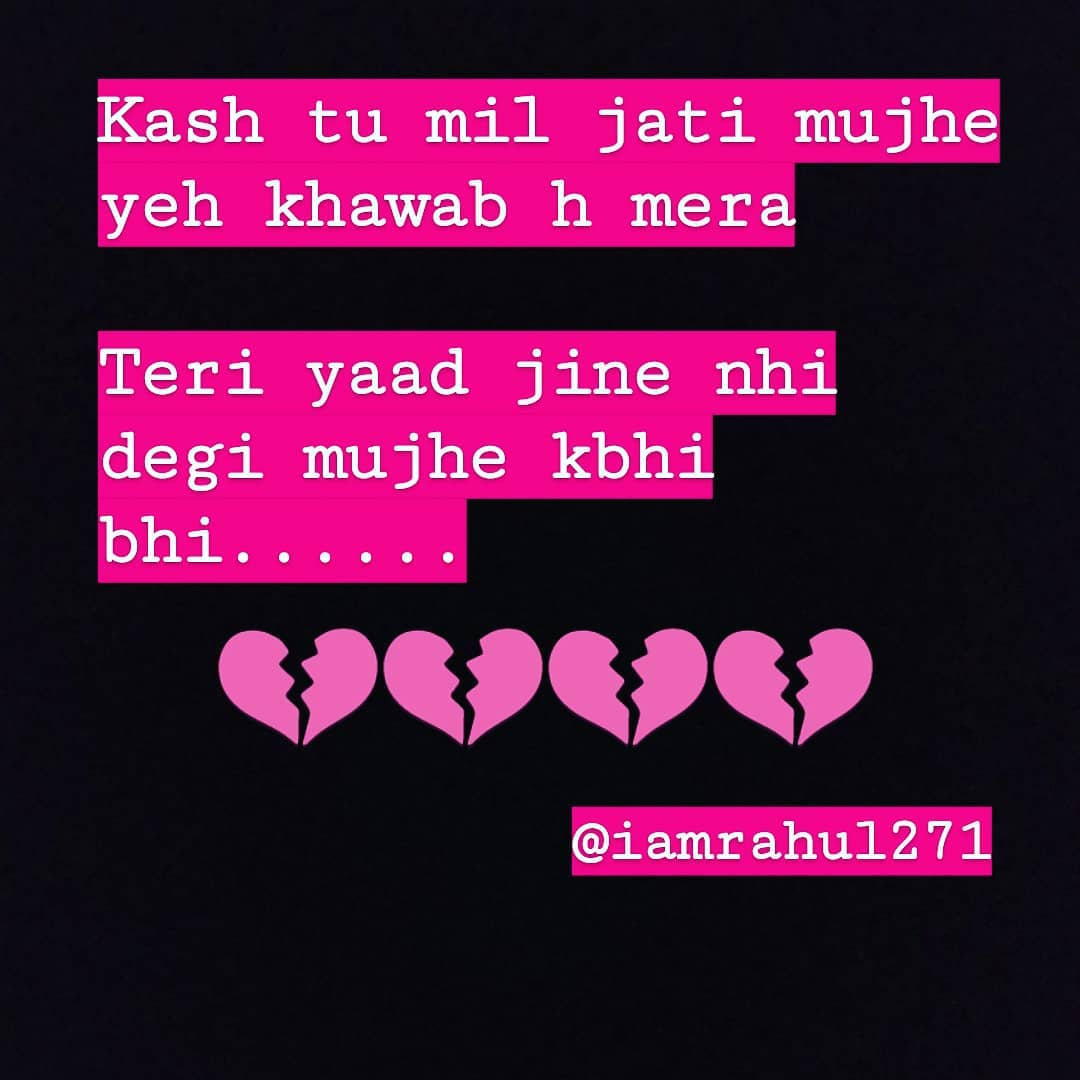 Kash tu mil jati mujhe
yeh khawab h mera
Teri yaad jine nhi
degi mujhe kbhi
bhi......
@iamrahul271